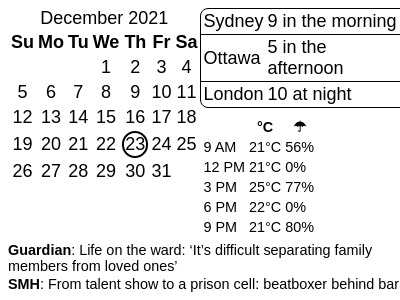 December 2021
Su Mo Tu We Th Fr Sa
1 2 3 4
5 6 7 8 9 10 11
12 13 14 15 16 17 18
19 20 21 22 23 24 25
26 27 28 29 30 31
Sydney 9 in the morning
Ottawa 5 in the
afternoon
London 10 at night
°C ☂
9 AM 21°C 56%
12 PM 21°C 0%
3 PM 25°C 77%
6 PM 22°C 0%
9 PM 21°C 80%
Guardian: Life on the ward: ‘It’s difficult separating family
members from loved ones’
SMH: From talent show to a prison cell: beatboxer behind bar